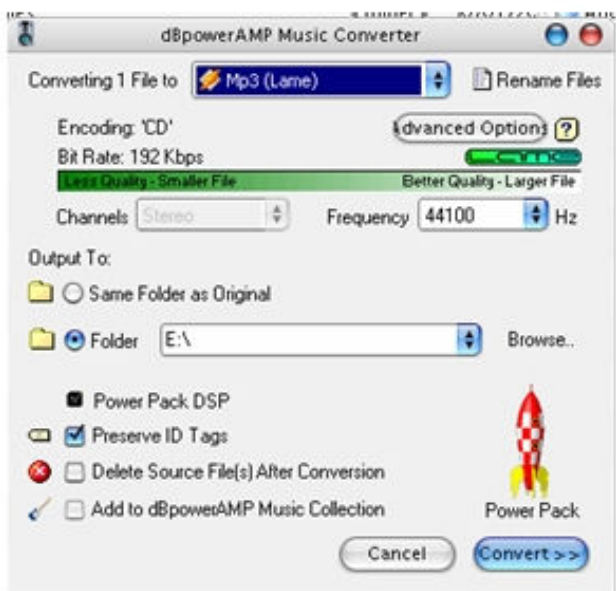 dBpowerAMP Music Converter
Converting 1 File to Mp3 (Lame) Rename Files
Encoding: 'CD' Advanced Options ?
Bit Rate: 192 Kbps
Less Quality - Smaller File Better Quality - Larger File
Channels Stereo Frequency 44100 Hz
Output To:
Same Folder as Original
Folder E:\ Browse..
Power Pack DSP
Preserve ID Tags
Delete Source File(s) After Conversion
Add to dBpowerAMP Music Collection Power Pack
Cancel Convert >>